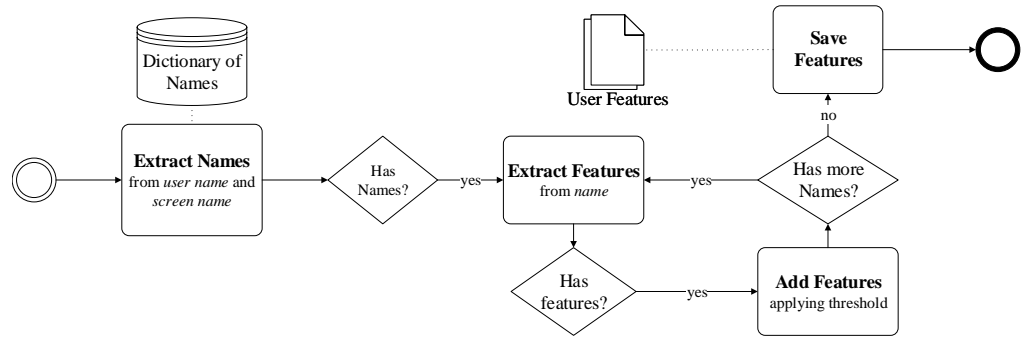 Dictionary of
Names
User Features
Save
Features
Extract Names
from user name and
screen name
Has
Names?
yes
Extract Features
from name
yes
Has more
Names?
no
Has
features?
yes
Add Features
applying threshold